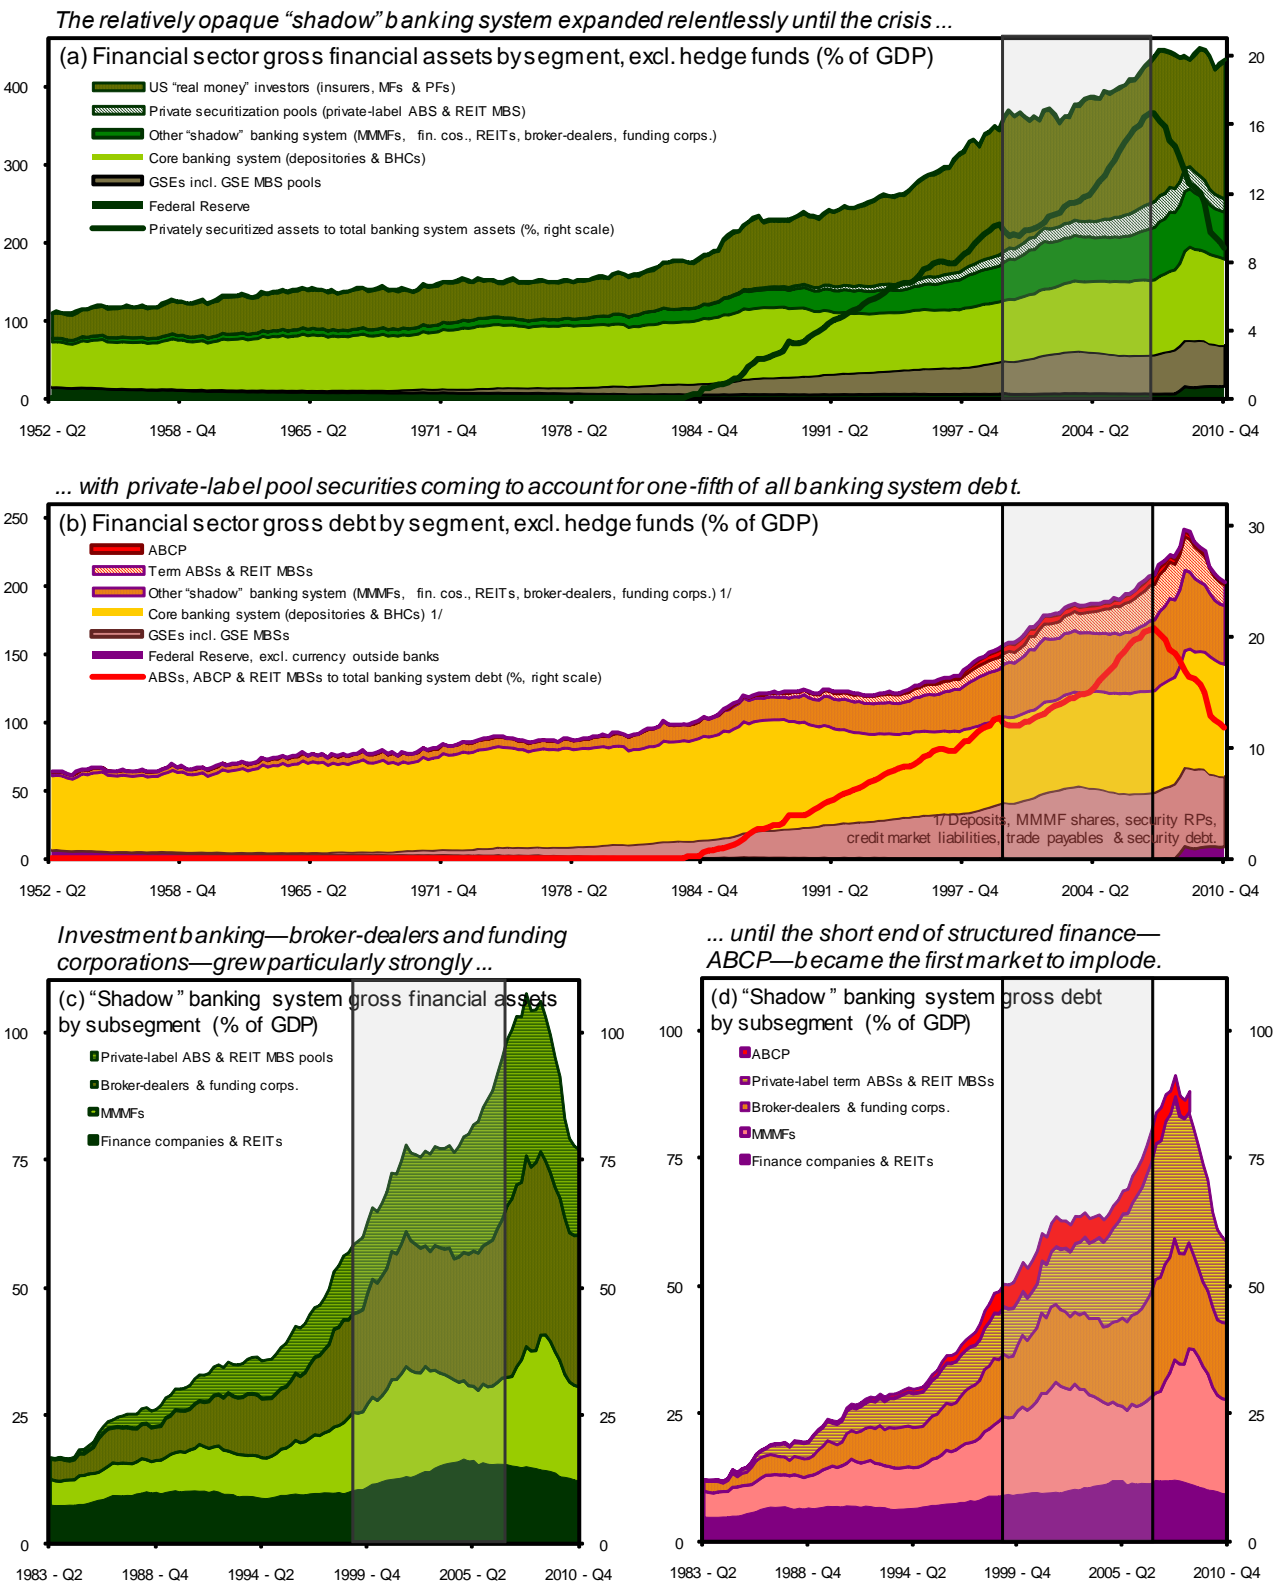 The relatively opaque “shadow” banking system expanded relentlessly until the crisis ...
(a) Financial sector gross financial assets by segment, excl. hedge funds (% of GDP)
US “real money” investors (insurers, MFs & PFs)
Private securitization pools (private-label ABS & REIT MBS)
Other “shadow” banking system (MMMFs, fin. cos., REITs, broker-dealers, funding corps.)
Core banking system (depositories & BHCs)
GSEs incl. GSE MBS pools
Federal Reserve
Privately securitized assets to total banking system assets (%, right scale)
400
300
200
100
0
20
16
12
8
4
0
1952 - Q2 1958 - Q4 1965 - Q2 1971 - Q4 1978 - Q2 1984 - Q4 1991 - Q2 1997 - Q4 2004 - Q2 2010 - Q4
... with private-label pool securities coming to account for one-fifth of all banking system debt.
(b) Financial sector gross debt by segment, excl. hedge funds (% of GDP)
ABCP
Term ABSs & REIT MBSs
Other “shadow” banking system (MMMFs, fin. cos., REITs, broker-dealers, funding corps.) 1/
Core banking system (depositories & BHCs) 1/
GSEs incl. GSE MBSs
Federal Reserve, excl. currency outside banks
ABSs, ABCP & REIT MBSs to total banking system debt (%, right scale)
250
200
150
100
50
0
30
20
10
0
1/ Deposits, MMMF shares, security RPs,
credit market liabilities, trade payables & security debt.
1952 - Q2 1958 - Q4 1965 - Q2 1971 - Q4 1978 - Q2 1984 - Q4 1991 - Q2 1997 - Q4 2004 - Q2 2010 - Q4
Investment banking—broker-dealers and funding
corporations—grew particularly strongly ...
(c) “Shadow” banking system gross financial assets
by subsegment (% of GDP)
Private-label ABS & REIT MBS pools
Broker-dealers & funding corps.
MMMFs
Finance companies & REITs
100
75
50
25
0
100
75
50
25
0
1983 - Q2 1988 - Q4 1994 - Q2 1999 - Q4 2005 - Q2 2010 - Q4
... until the short end of structured finance—
ABCP—became the first market to implode.
(d) “Shadow” banking system gross debt
by subsegment (% of GDP)
ABCP
Private-label term ABSs & REIT MBSs
Broker-dealers & funding corps.
MMMFs
Finance companies & REITs
100
75
50
25
0
100
75
50
25
0
1983 - Q2 1988 - Q4 1994 - Q2 1999 - Q4 2005 - Q2 2010 - Q4